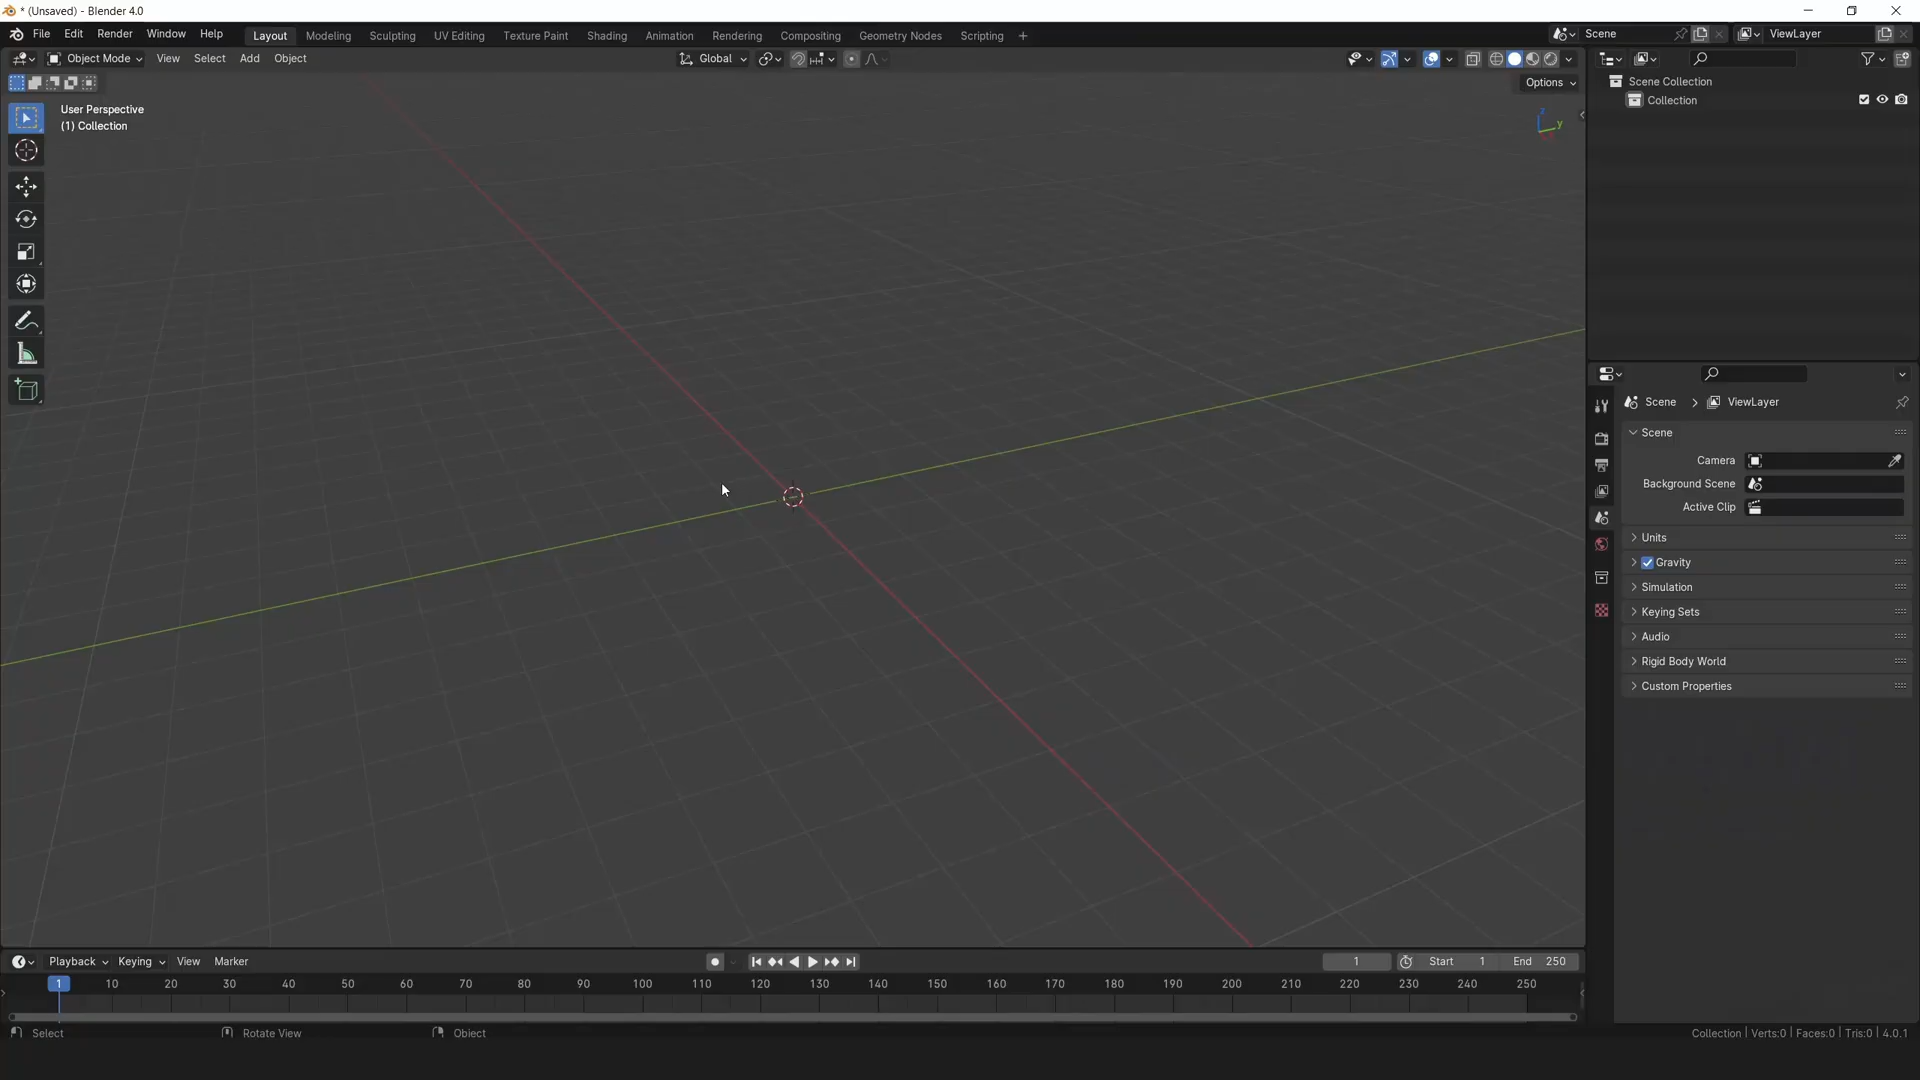 * (Unsaved) - Blender 4.0
File Edit Render Window Help Layout Modeling Sculpting UV Editing Texture Paint Shading Animation Rendering Compositing Geometry Nodes Scripting + Scene ViewLayer
Object Mode View Select Add Object Global
Options
User Perspective
(1) Collection
Z
Y
Scene Collection
Collection
Scene > ViewLayer
Scene
Camera
Background Scene
Active Clip
Units
Gravity
Simulation
Keying Sets
Audio
Rigid Body World
Custom Properties
Playback Keying View Marker 1 Start 1 End 250
1 10 20 30 40 50 60 70 80 90 100 110 120 130 140 150 160 170 180 190 200 210 220 230 240 250
Select Rotate View Object Collection | Verts:0 | Faces:0 | Tris:0 | 4.0.1